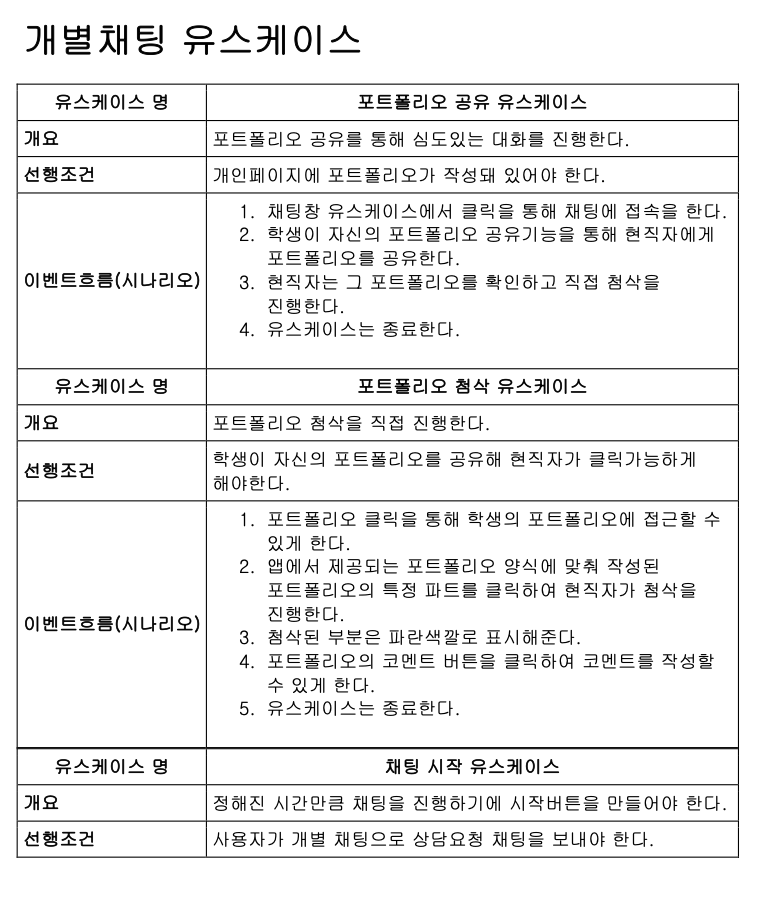 개별채팅 유스케이스
유스케이스 명 포트폴리오 공유 유스케이스
개요 포트폴리오 공유를 통해 심도있는 대화를 진행한다.
선행조건 개인페이지에 포트폴리오가 작성돼 있어야 한다.
이벤트흐름(시나리오)
1. 채팅창 유스케이스에서 클릭을 통해 채팅에 접속을 한다.
2. 학생이 자신의 포트폴리오 공유기능을 통해 현직자에게
포트폴리오를 공유한다.
3. 현직자는 그 포트폴리오를 확인하고 직접 첨삭을
진행한다.
4. 유스케이스는 종료한다.
유스케이스 명 포트폴리오 첨삭 유스케이스
개요 포트폴리오 첨삭을 직접 진행한다.
선행조건
학생이 자신의 포트폴리오를 공유해 현직자가 클릭가능하게
해야한다.
이벤트흐름(시나리오)
1. 포트폴리오 클릭을 통해 학생의 포트폴리오에 접근할 수
있게 한다.
2. 앱에서 제공되는 포트폴리오 양식에 맞춰 작성된
포트폴리오의 특정 파트를 클릭하여 현직자가 첨삭을
진행한다.
3. 첨삭된 부분은 파란색깔로 표시해준다.
4. 포트폴리오의 코멘트 버튼을 클릭하여 코멘트를 작성할
수 있게 한다.
5. 유스케이스는 종료한다.
유스케이스 명 채팅 시작 유스케이스
개요 정해진 시간만큼 채팅을 진행하기에 시작버튼을 만들어야 한다.
선행조건 사용자가 개별 채팅으로 상담요청 채팅을 보내야 한다.